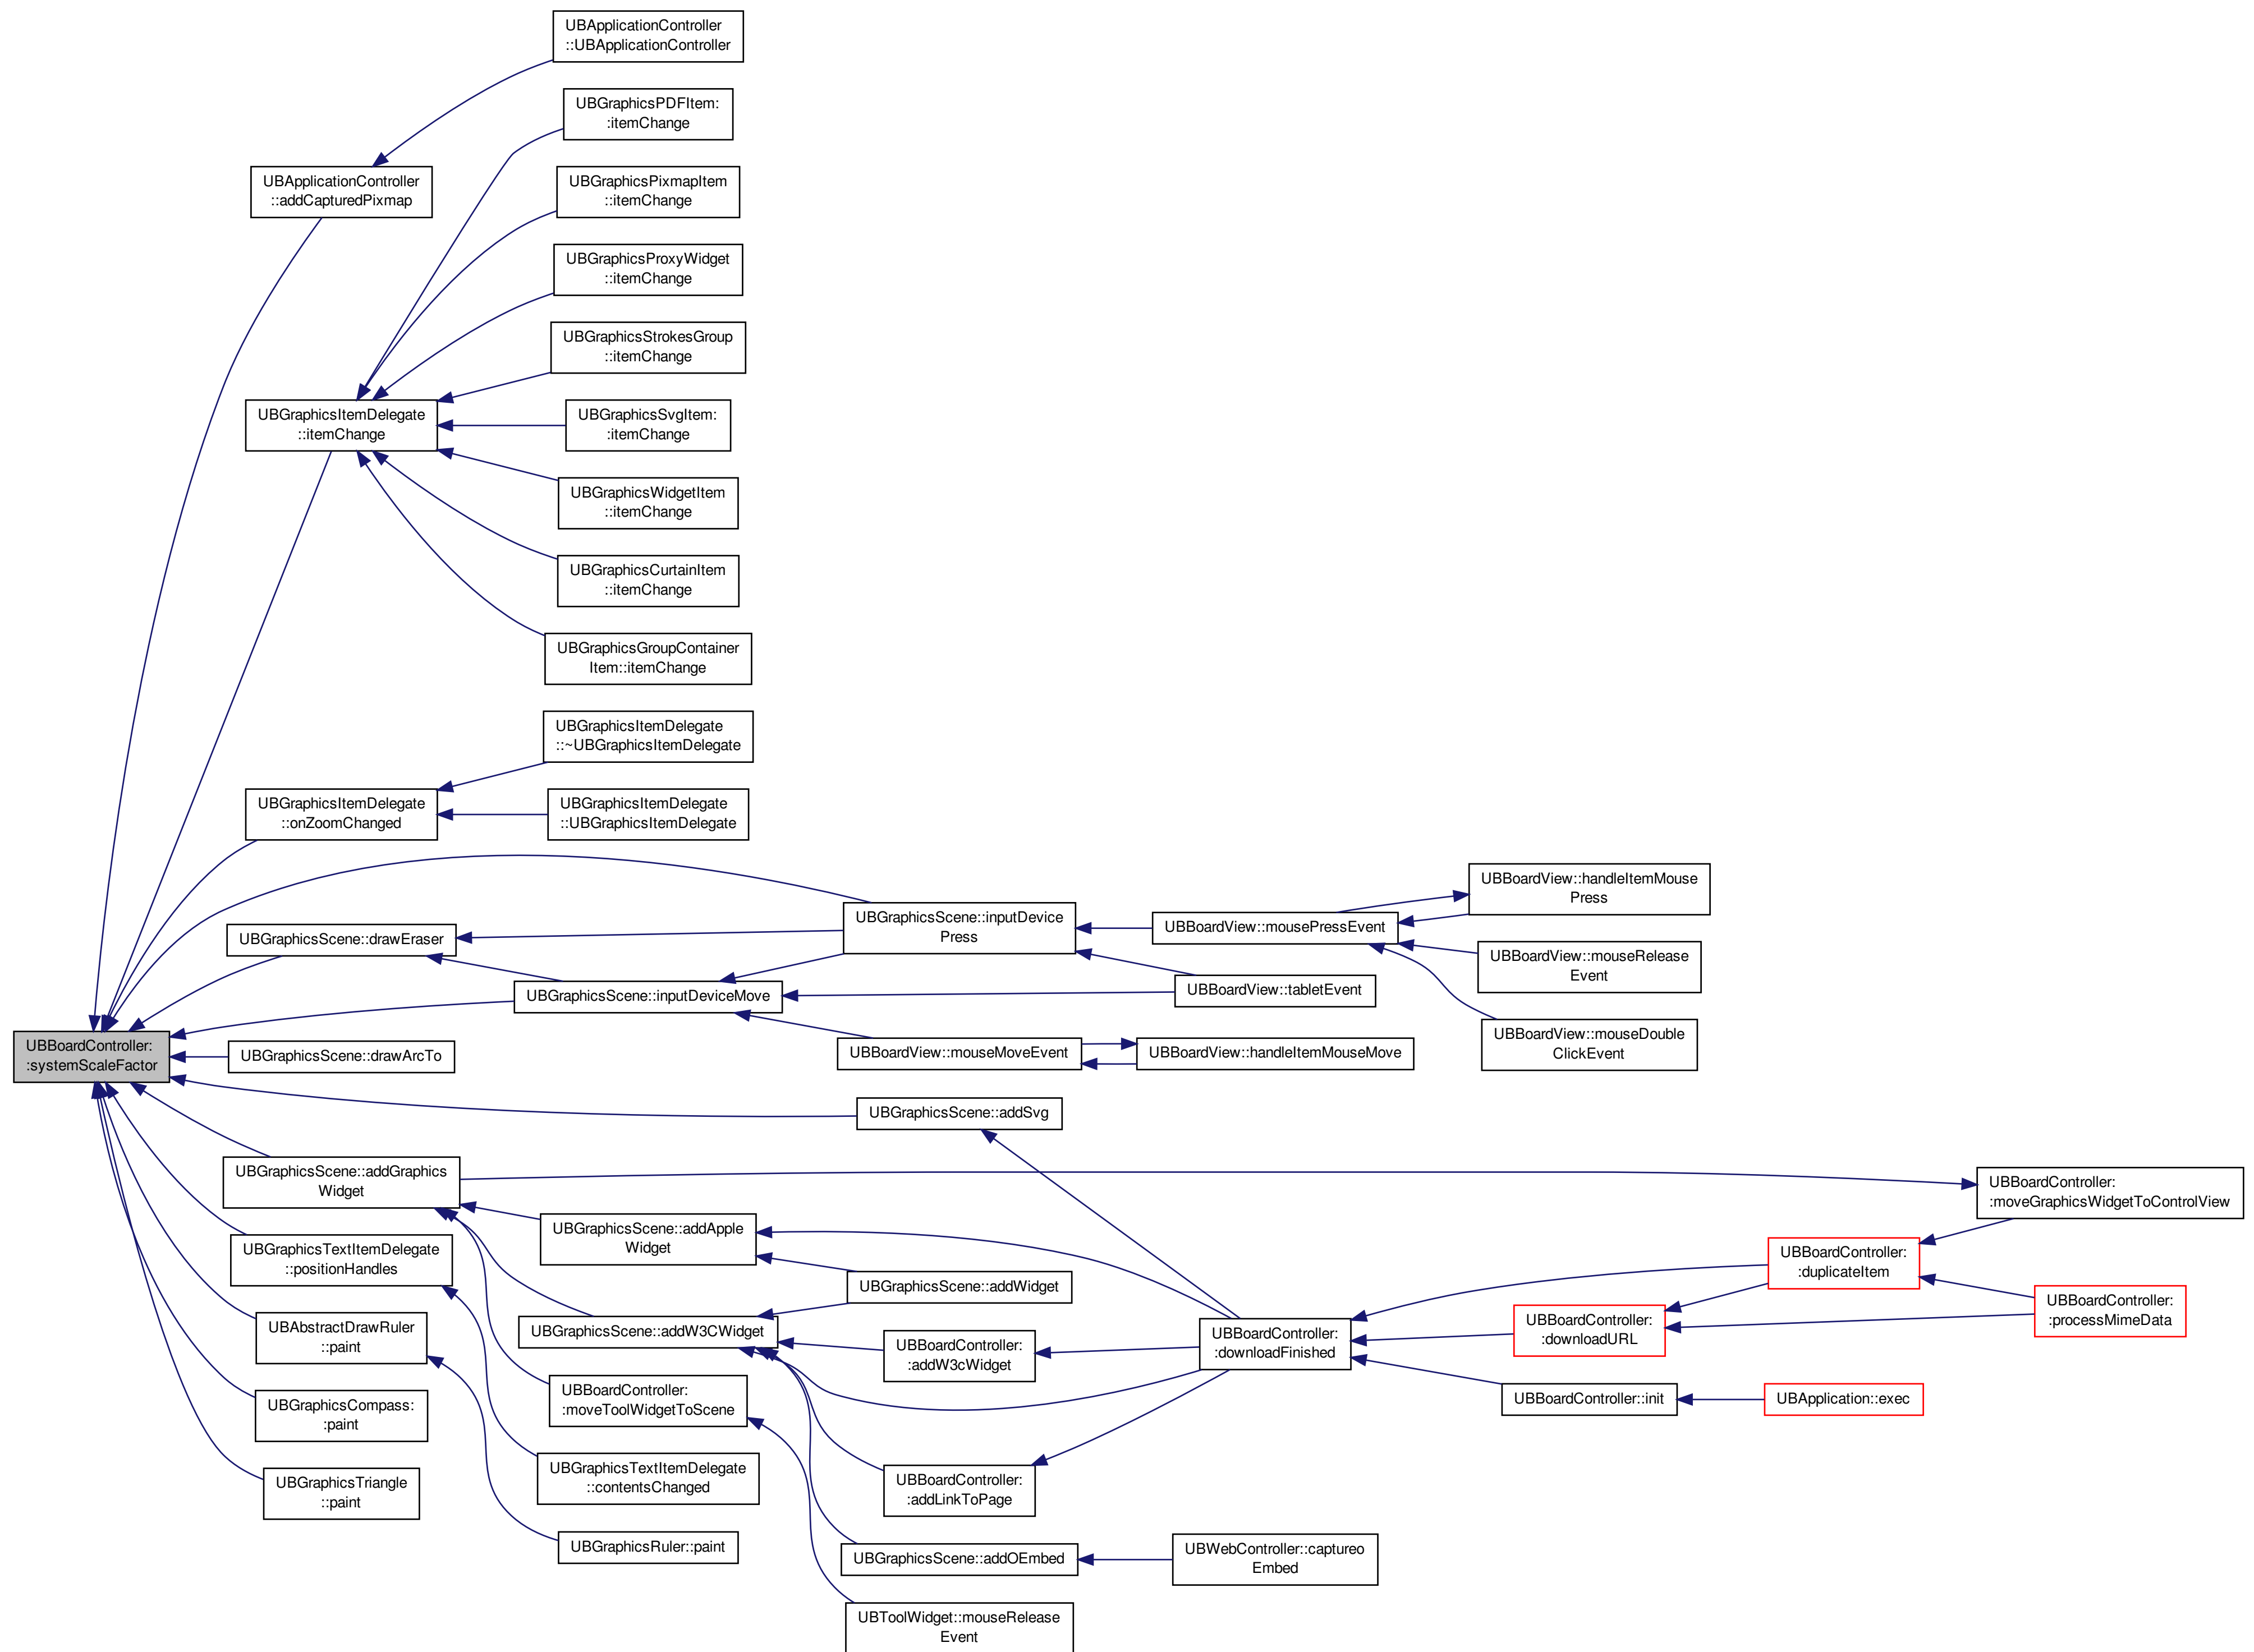 UBApplicationController
::UBApplicationController
UBGraphicsPDFItem:
:itemChange
UBApplicationController
::addCapturedPixmap
UBGraphicsPixmapItem
::itemChange
UBGraphicsProxyWidget
::itemChange
UBGraphicsStrokesGroup
::itemChange
UBGraphicsItemDelegate
::itemChange
UBGraphicsSvgItem:
:itemChange
UBGraphicsWidgetItem
::itemChange
UBGraphicsCurtainItem
::itemChange
UBGraphicsGroupContainer
Item::itemChange
UBGraphicsItemDelegate
::~UBGraphicsItemDelegate
UBGraphicsItemDelegate
::onZoomChanged
UBGraphicsItemDelegate
::UBGraphicsItemDelegate
UBBoardView::handleItemMouse
Press
UBGraphicsScene::inputDevice
Press
UBBoardView::mousePressEvent
UBGraphicsScene::drawEraser
UBBoardView::mouseRelease
Event
UBGraphicsScene::inputDeviceMove
UBBoardView::tabletEvent
UBBoardView::mouseDouble
ClickEvent
UBBoardController:
:systemScaleFactor
UBGraphicsScene::drawArcTo
UBBoardView::mouseMoveEvent
UBBoardView::handleItemMouseMove
UBGraphicsScene::addSvg
UBGraphicsScene::addGraphics
Widget
UBBoardController:
:moveGraphicsWidgetToControlView
UBGraphicsScene::addApple
Widget
UBGraphicsTextItemDelegate
::positionHandles
UBBoardController:
:duplicateItem
UBGraphicsScene::addWidget
UBBoardController:
:processMimeData
UBAbstractDrawRuler
::paint
UBGraphicsScene::addW3CWidget
UBBoardController:
:addW3cWidget
UBBoardController:
:downloadFinished
UBBoardController:
:downloadURL
UBGraphicsCompass:
:paint
UBBoardController:
:moveToolWidgetToScene
UBBoardController::init
UBApplication::exec
UBGraphicsTriangle
::paint
UBGraphicsTextItemDelegate
::contentsChanged
UBBoardController:
:addLinkToPage
UBGraphicsRuler::paint
UBGraphicsScene::addOEmbed
UBWebController::captureo
Embed
UBToolWidget::mouseRelease
Event